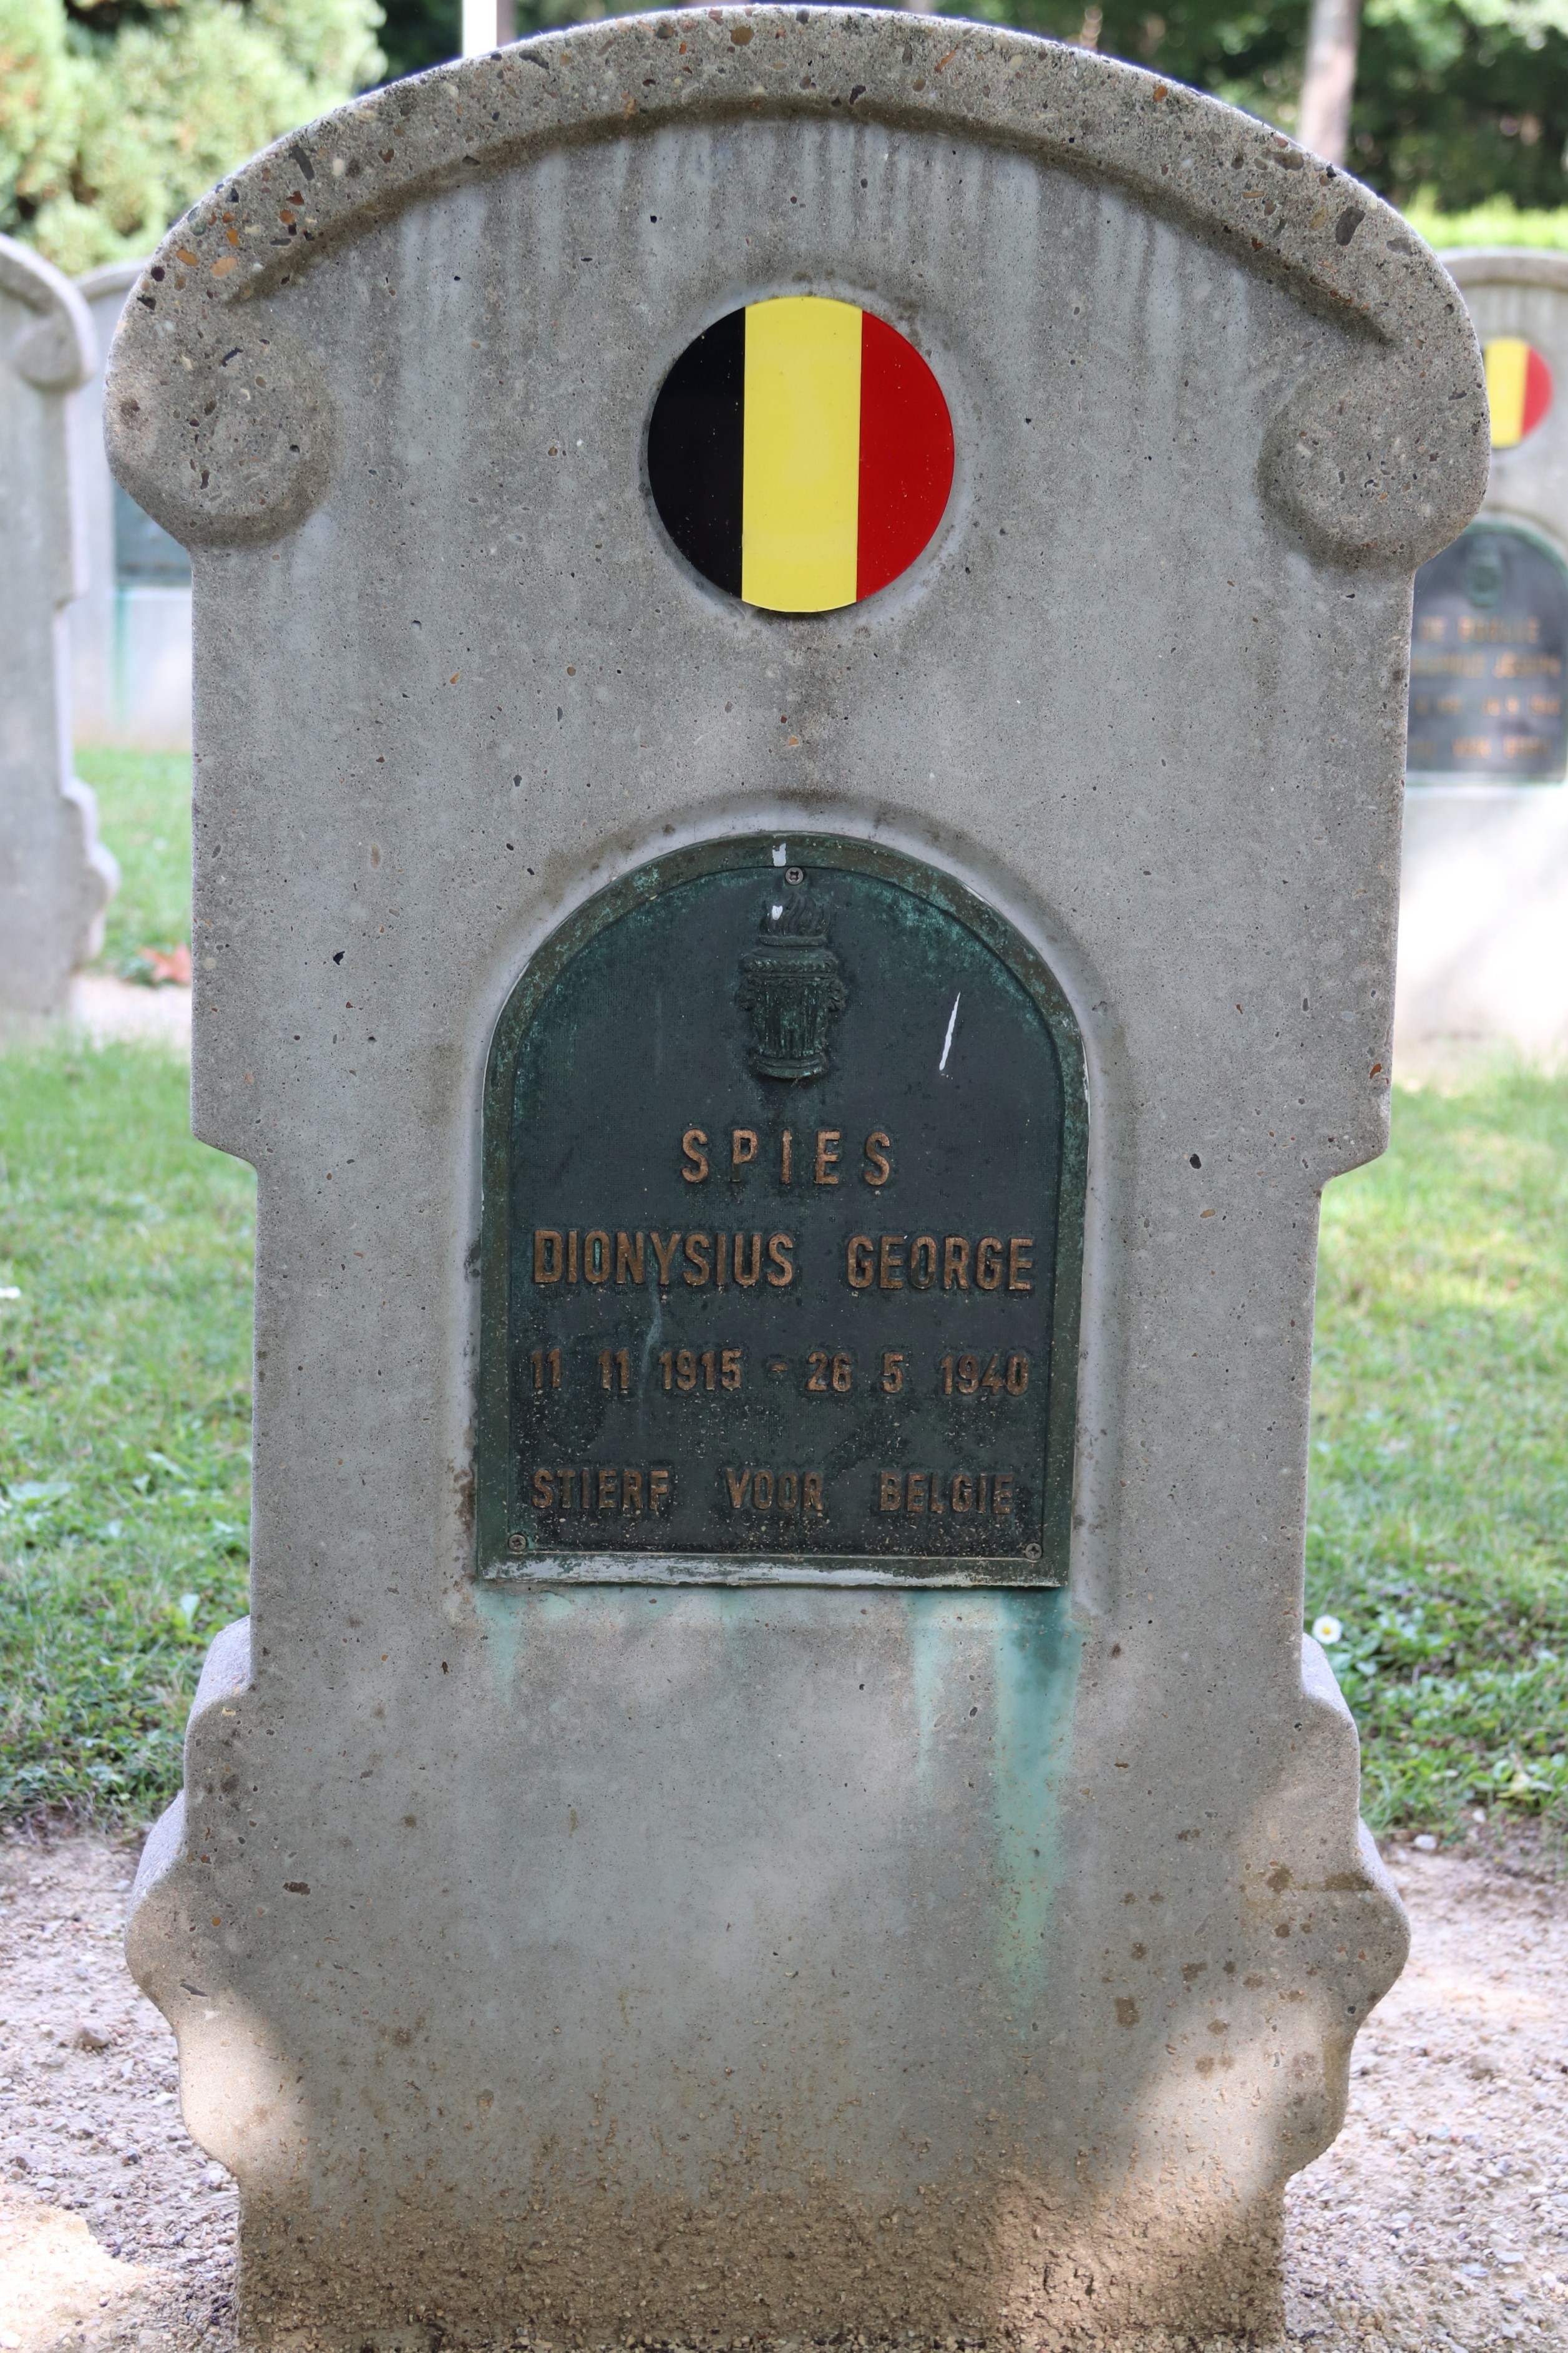 SPIES
DIONYSIUS GEORGE
11 11 1915 - 26 5 1940
STIERF VOOR BELGIE